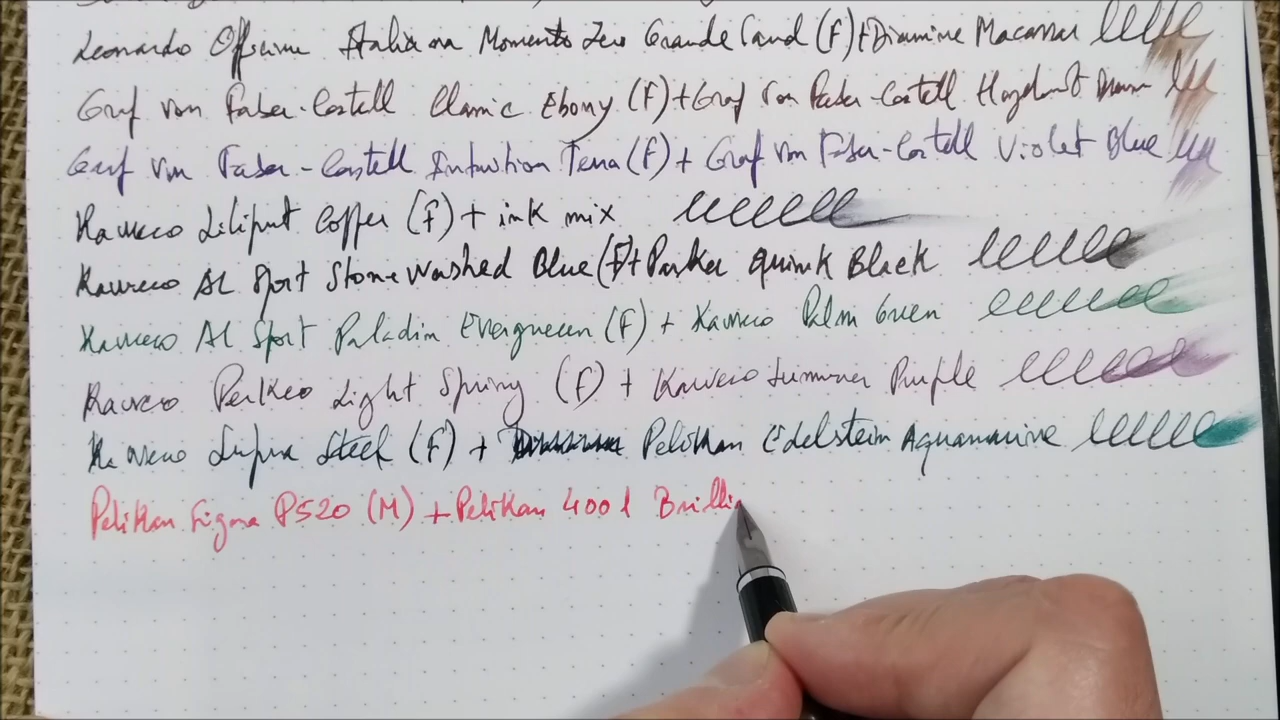 Leonardo Officina Italiana Momento Zero Grande Cand (F)+Diamine Macassar
Graf von Faber-Castell Classic Ebony (F)+Graf von Faber-Castell Hazelnut Brown
Graf von Faber-Castell Intuition Terra (F) + Graf von Faber-Castell Violet Blue
Kaweco Liliput Copper (F) + ink mix
Kaweco AL Sport Stonewashed Blue (F)+Parker Quink Black
Kaweco AL Sport Paladin Evergreen (F) + Kaweco Palm Green
Kaweco Perkeo Light Spring (F) + Kaweco Summer Purple
Kaweco Supra Steel (F) + Pelikan Edelstein Aquamarine
Pelikan Signa P520 (M) +Pelikan 4001 Brilli